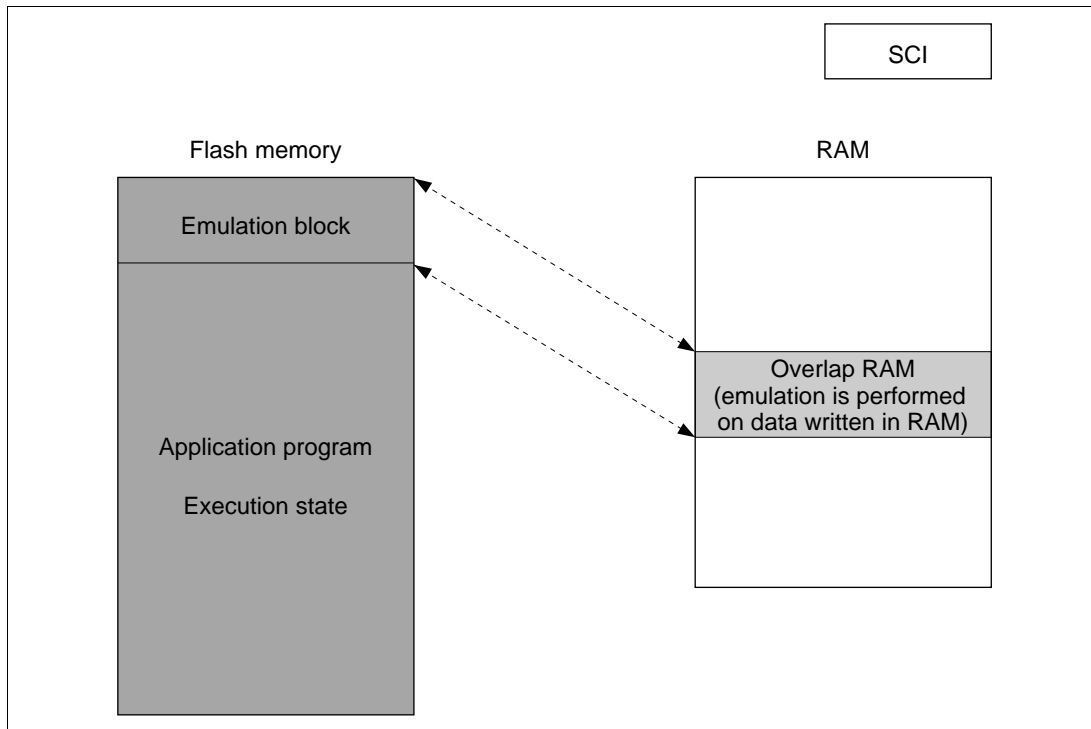 SCI
Flash memory
RAM
Emulation block
Overlap RAM
(emulation is performed
on data written in RAM)
Application program
Execution state